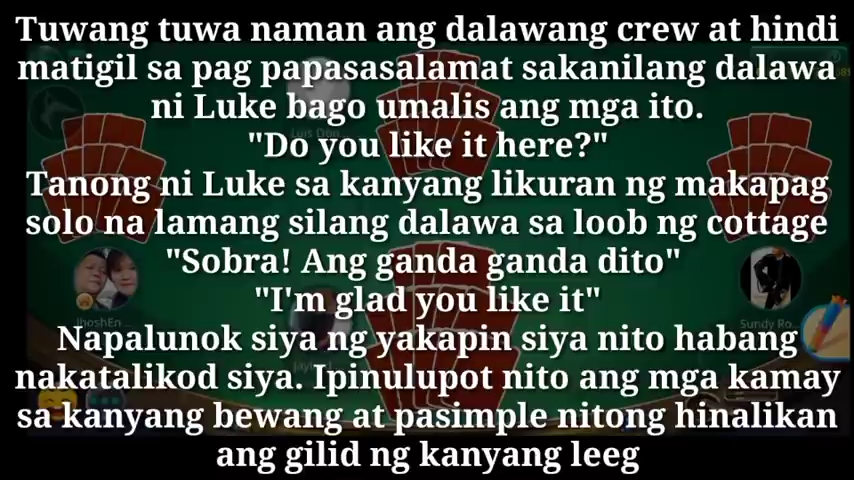 Tuwang tuwa naman ang dalawang crew at hindi
matigil sa pag papasasalamat sakanilang dalawa
ni Luke bago umalis ang mga ito.
"Do you like it here?"
Tanong ni Luke sa kanyang likuran ng makapag
solo na lamang silang dalawa sa loob ng cottage
"Sobra! Ang ganda ganda dito"
"I'm glad you like it"
Napalunok siya ng yakapin siya nito habang
nakatalikod siya. Ipinulupot nito ang mga kamay
sa kanyang bewang at pasimple nitong hinalikan
ang gilid ng kanyang leeg
JhoshEn...
Sundy Ro...